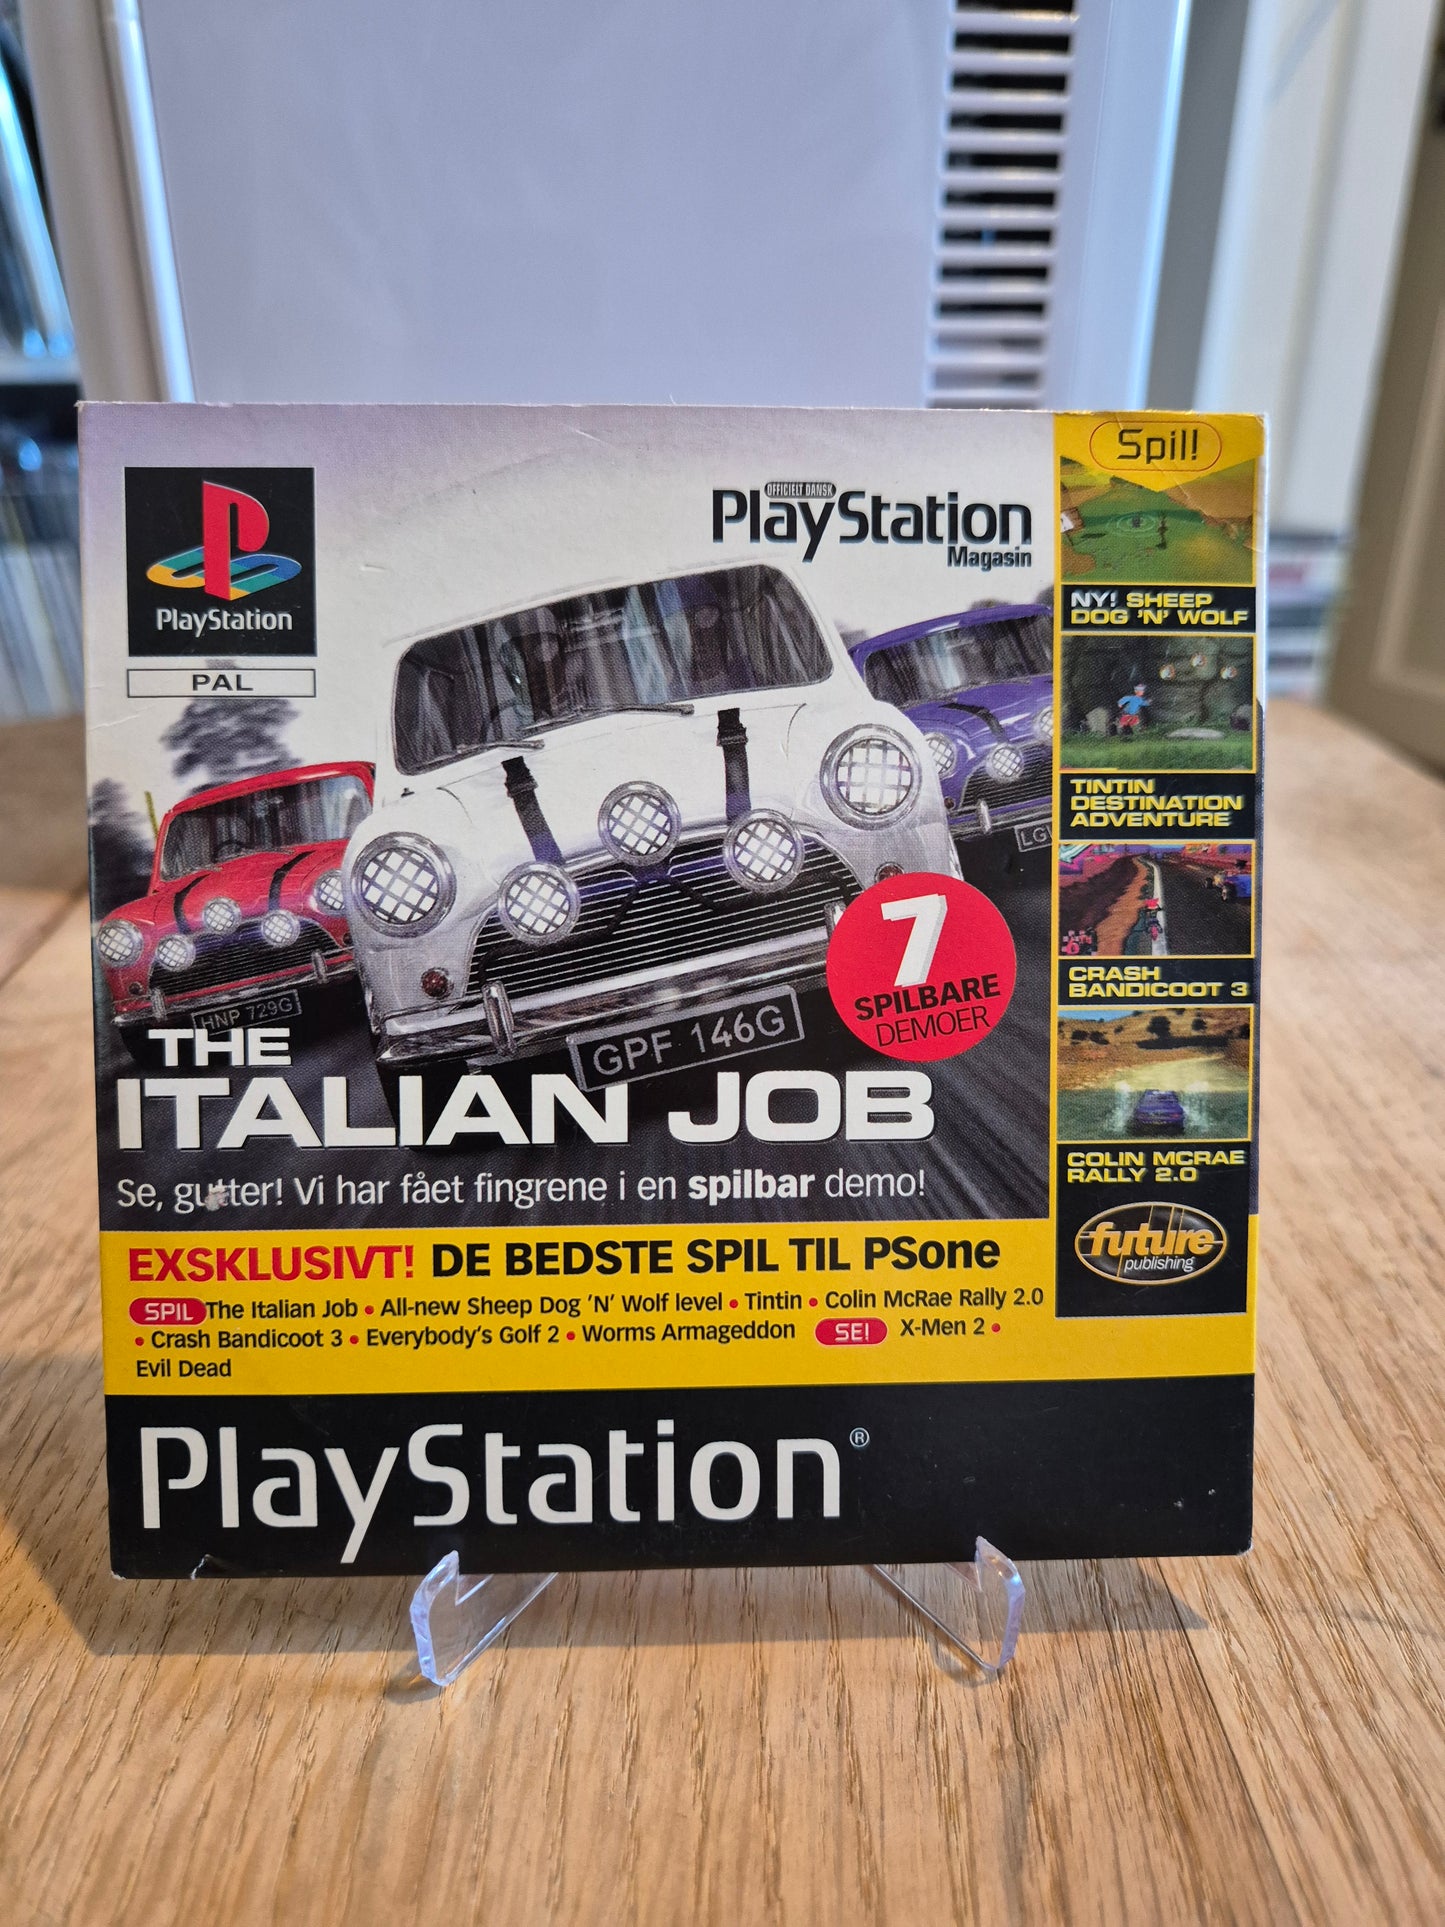 PlayStation
PAL
OFFICIELT DANSK
PlayStation
Magasin
Spil!
NY! SHEEP
DOG 'N' WOLF
TINTIN
DESTINATION
ADVENTURE
CRASH
BANDICOOT 3
COLIN MCRAE
RALLY 2.0
future
publishing
HNP 729G
GPF 146G
7
SPILBARE
DEMOER
THE
ITALIAN JOB
Se, gutter! Vi har fået fingrene i en spilbar demo!
EXSKLUSIVT! DE BEDSTE SPIL TIL PSone
SPIL The Italian Job • All-new Sheep Dog 'N' Wolf level • Tintin • Colin McRae Rally 2.0
• Crash Bandicoot 3 • Everybody's Golf 2 • Worms Armageddon SE! X-Men 2 •
Evil Dead
PlayStation®